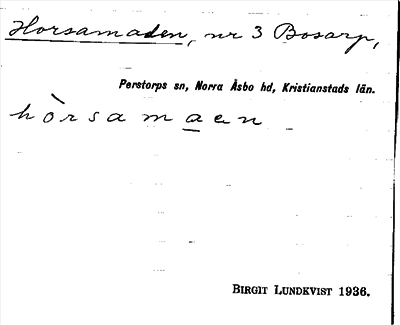 Horsamaden, nr 3 Bosarp,
Perstorps sn, Norra Åsbo hd, Kristianstads län.
hòrsamaen
BIRGIT LUNDKVIST 1936.